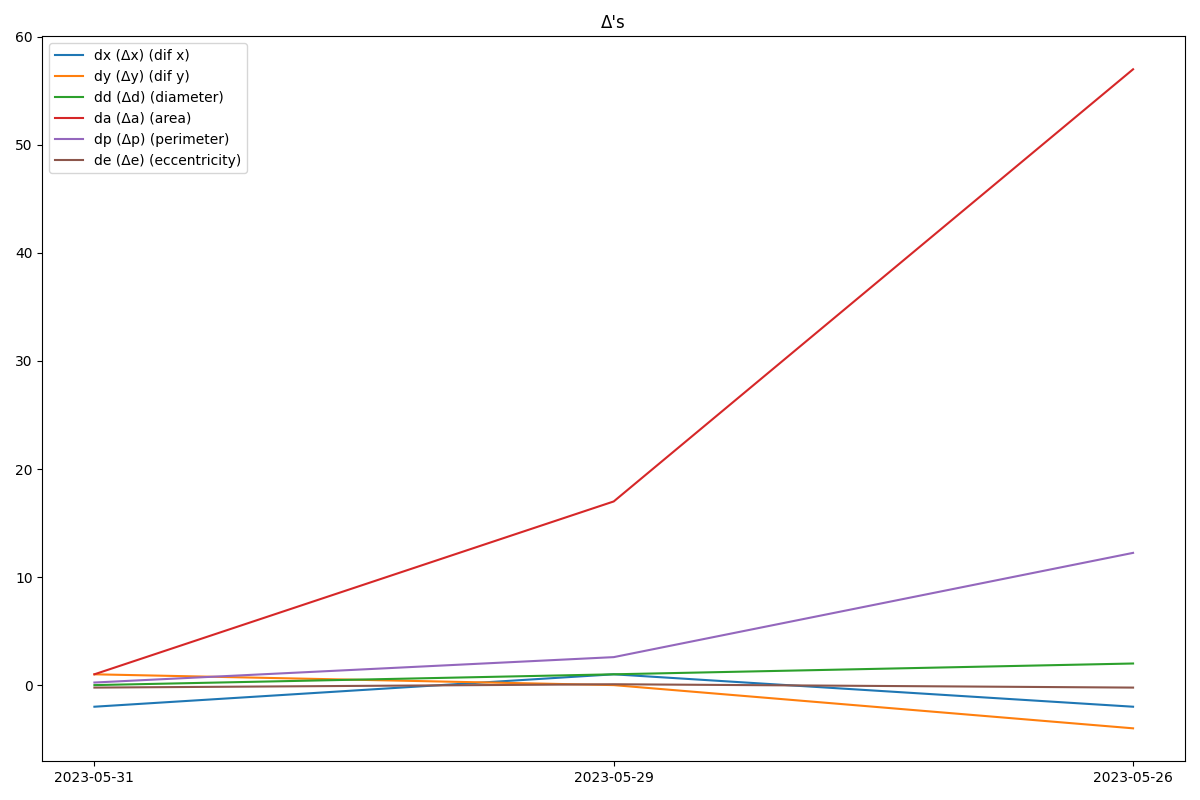 Δ's
60
50
40
30
20
10
0
dx (Δx) (dif x)
dy (Δy) (dif y)
dd (Δd) (diameter)
da (Δa) (area)
dp (Δp) (perimeter)
de (Δe) (eccentricity)
2023-05-31
2023-05-29
2023-05-26